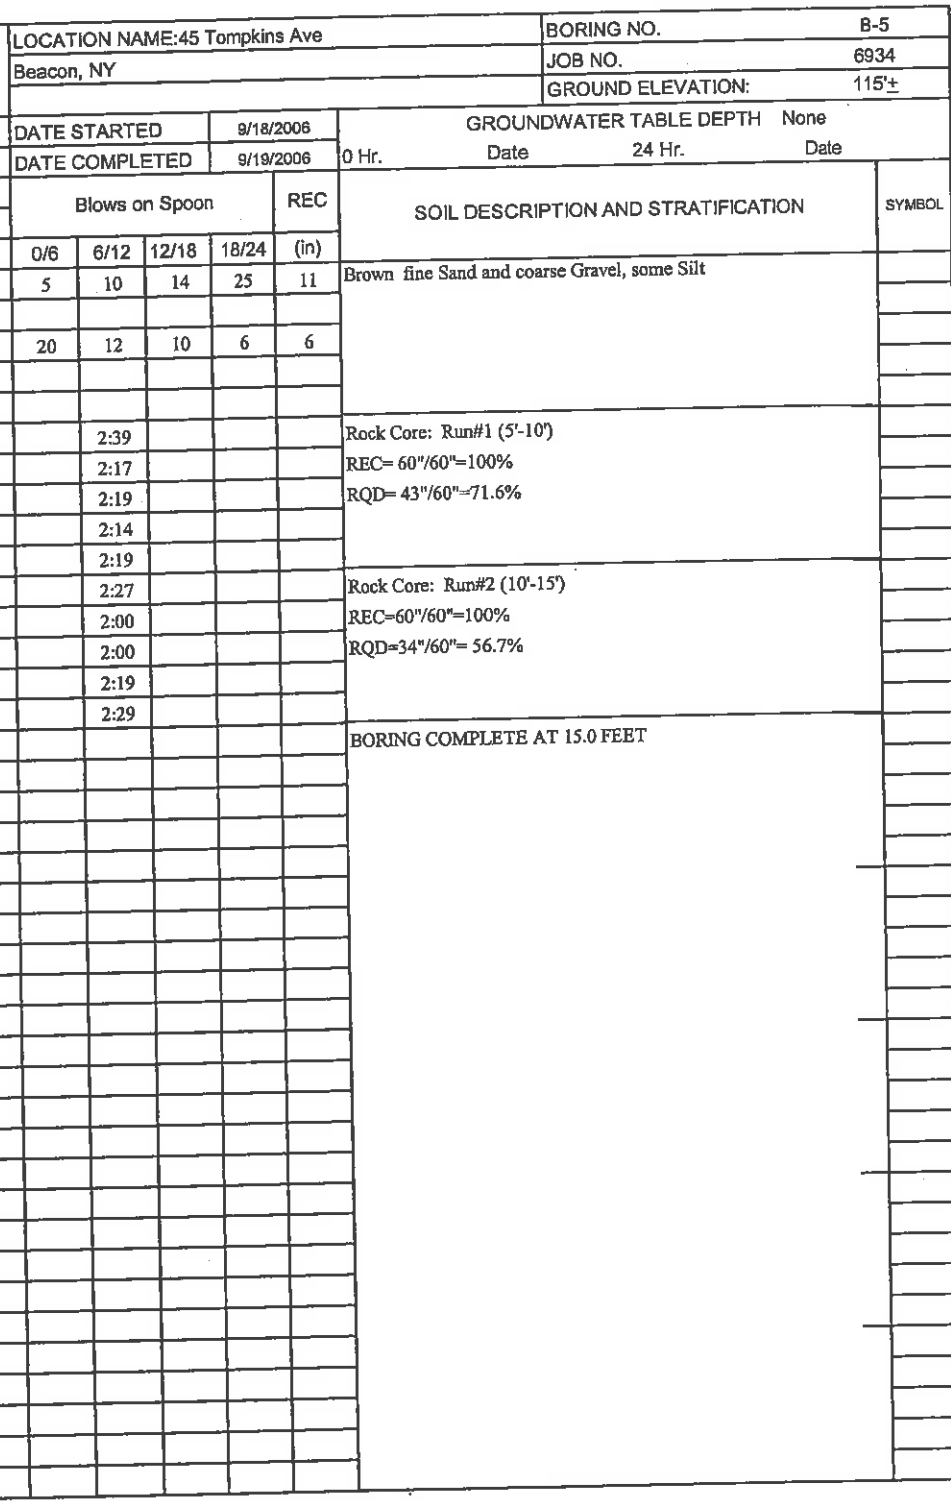 LOCATION NAME:45 Tompkins Ave BORING NO. B-5
Beacon, NY JOB NO. 6934
GROUND ELEVATION: 115'±
DATE STARTED 9/18/2006 GROUNDWATER TABLE DEPTH None
DATE COMPLETED 9/19/2006 0 Hr. Date 24 Hr. Date
Blows on Spoon REC SOIL DESCRIPTION AND STRATIFICATION SYMBOL
0/6 6/12 12/18 18/24 (in)
5 10 14 25 11 Brown fine Sand and coarse Gravel, some Silt
20 12 10 6 6
2:39 Rock Core: Run#1 (5'-10')
2:17 REC= 60"/60"=100%
2:19 RQD= 43"/60"=71.6%
2:14
2:19
2:27 Rock Core: Run#2 (10'-15')
2:00 REC=60"/60"=100%
2:00 RQD=34"/60"= 56.7%
2:19
2:29
BORING COMPLETE AT 15.0 FEET